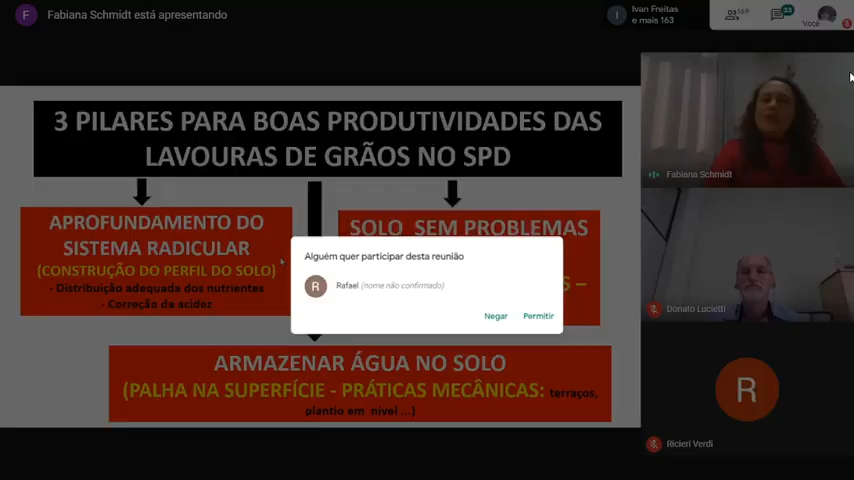 F
Fabiana Schmidt está apresentando
I
Ivan Freitas
e mais 163
169
33
Você
3 PILARES PARA BOAS PRODUTIVIDADES DAS
LAVOURAS DE GRÃOS NO SPD
APROFUNDAMENTO DO
SISTEMA RADICULAR
(CONSTRUÇÃO DO PERFIL DO SOLO)
- Distribuição adequada dos nutrientes
- Correção da acidez
SOLO SEM PROBLEMAS
S –
Alguém quer participar desta reunião
R
Rafael (nome não confirmado)
Negar
Permitir
ARMAZENAR ÁGUA NO SOLO
(PALHA NA SUPERFÍCIE - PRÁTICAS MECÂNICAS: terraços,
plantio em nível ...)
Fabiana Schmidt
Donato Lucietti
R
Ricieri Verdi